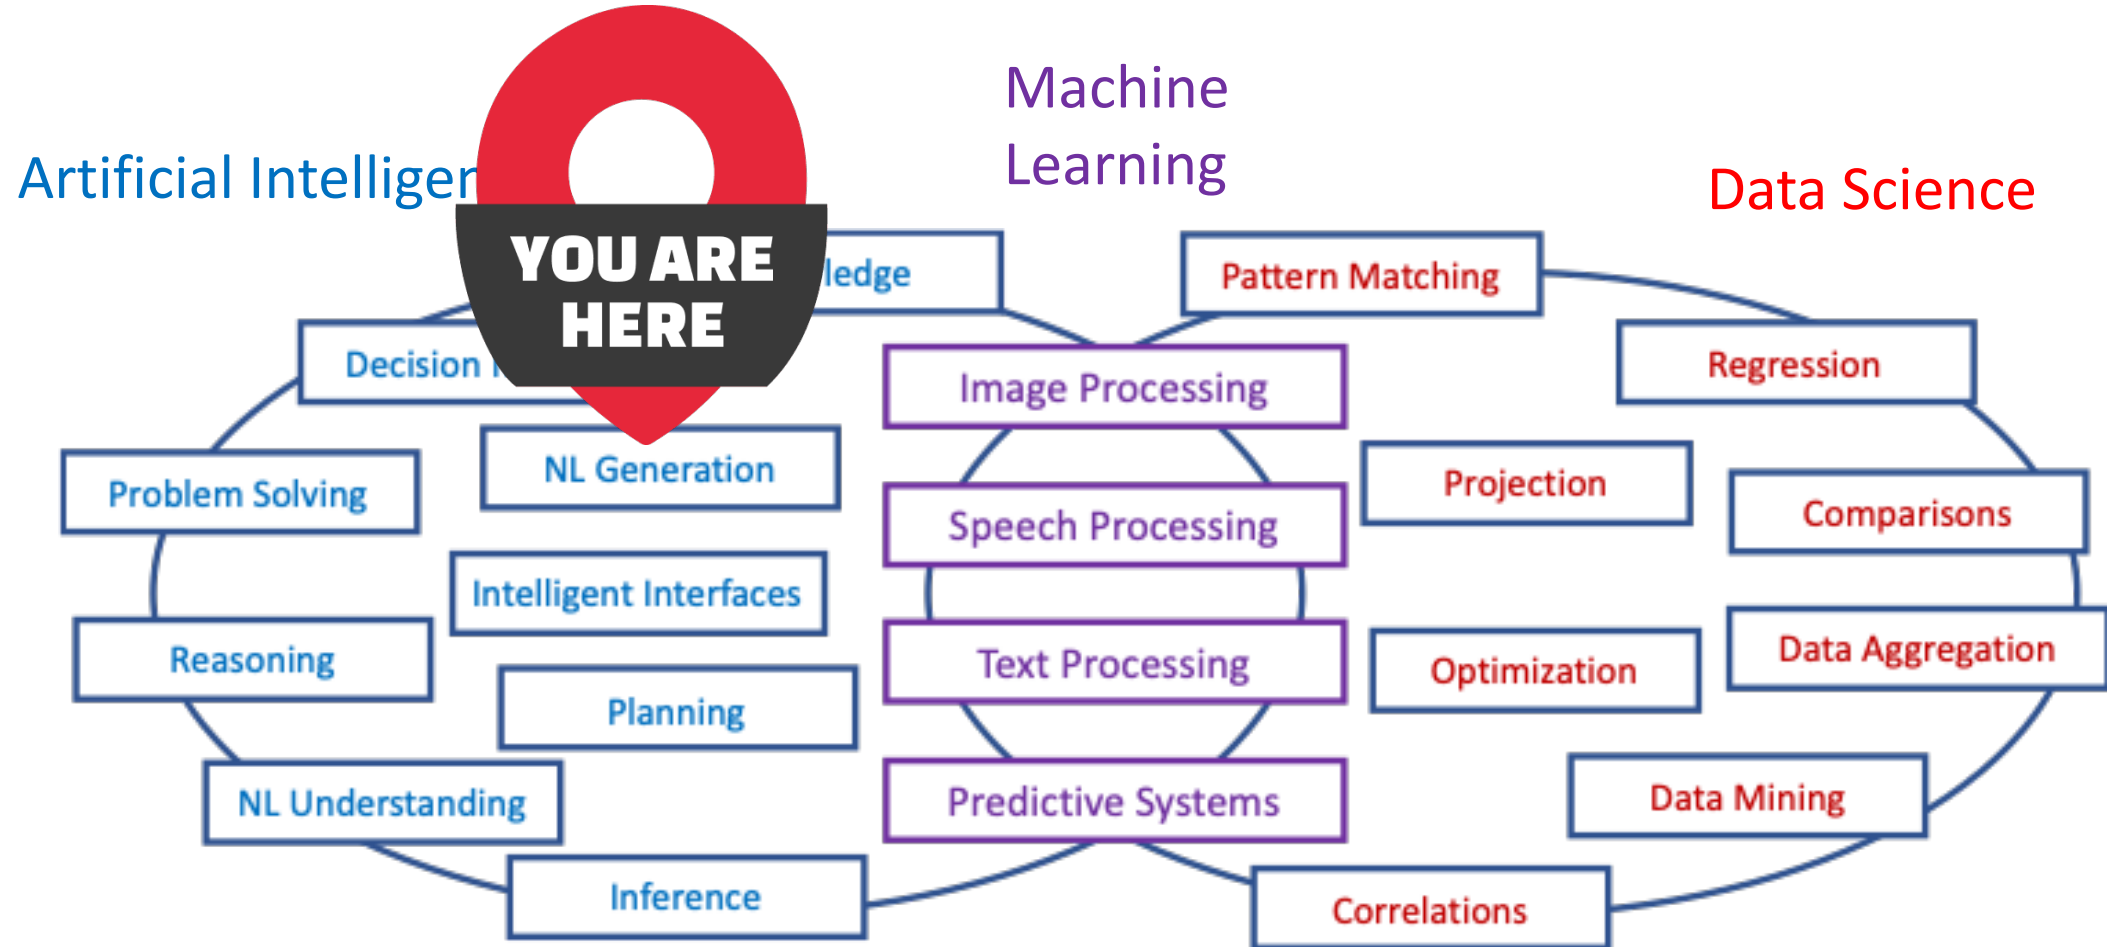 Machine
Learning
Artificial Intelligen
Data Science
YOU ARE
HERE
ledge
Pattern Matching
Decision
Regression
Image Processing
NL Generation
Projection
Problem Solving
Speech Processing
Comparisons
Intelligent Interfaces
Reasoning
Text Processing
Optimization
Data Aggregation
Planning
NL Understanding
Predictive Systems
Data Mining
Inference
Correlations